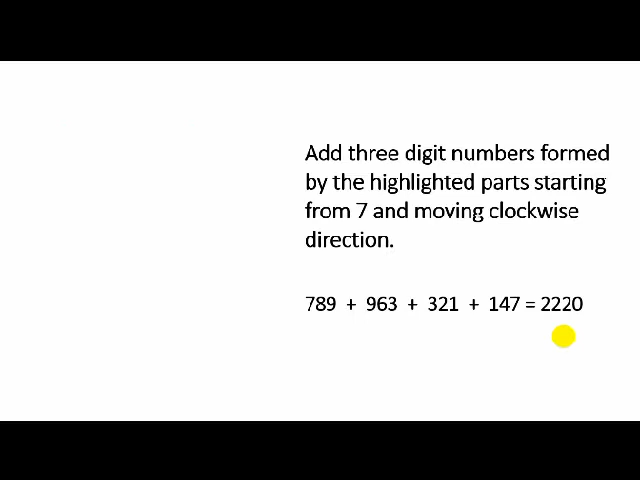 Add three digit numbers formed
by the highlighted parts starting
from 7 and moving clockwise
direction.
789 + 963 + 321 + 147 = 2220